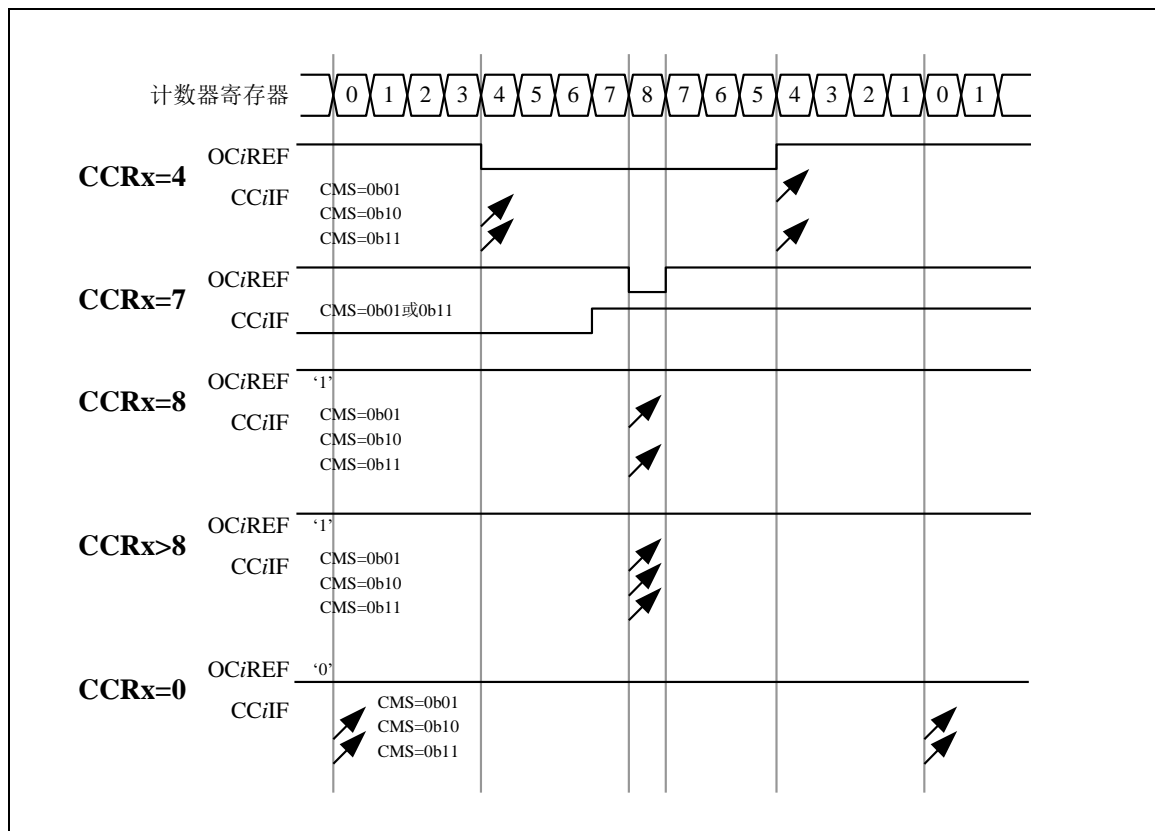 计数器寄存器 0 1 2 3 4 5 6 7 8 7 6 5 4 3 2 1 0 1
OCiREF
CCRx=4
CCiIF
CMS=0b01
CMS=0b10
CMS=0b11
OCiREF
CCRx=7
CCiIF
CMS=0b01或0b11
OCiREF ‘1’
CCRx=8
CCiIF
CMS=0b01
CMS=0b10
CMS=0b11
OCiREF ‘1’
CCRx>8
CCiIF
CMS=0b01
CMS=0b10
CMS=0b11
OCiREF ‘0’
CCRx=0
CCiIF
CMS=0b01
CMS=0b10
CMS=0b11